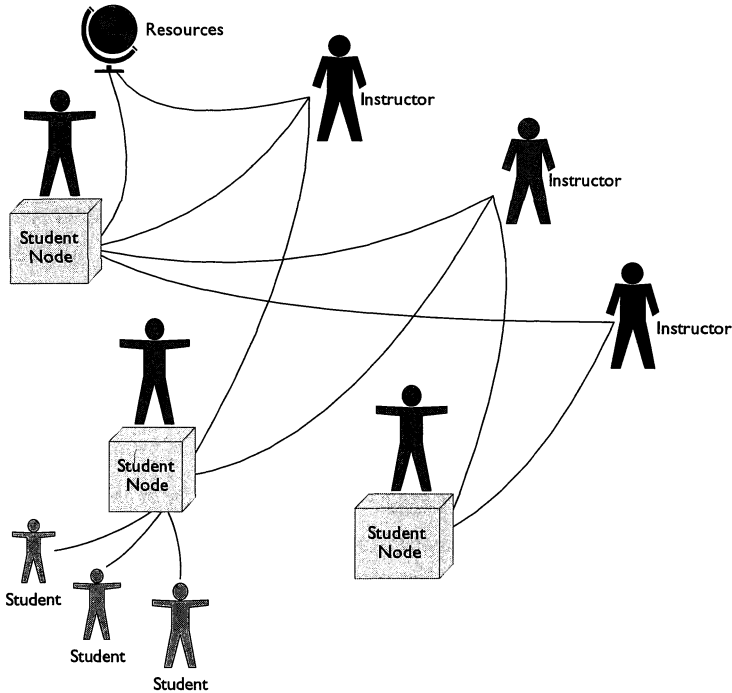 Resources
Instructor
Instructor
Student
Node
Instructor
Student
Node
Student
Node
Student
Student
Student